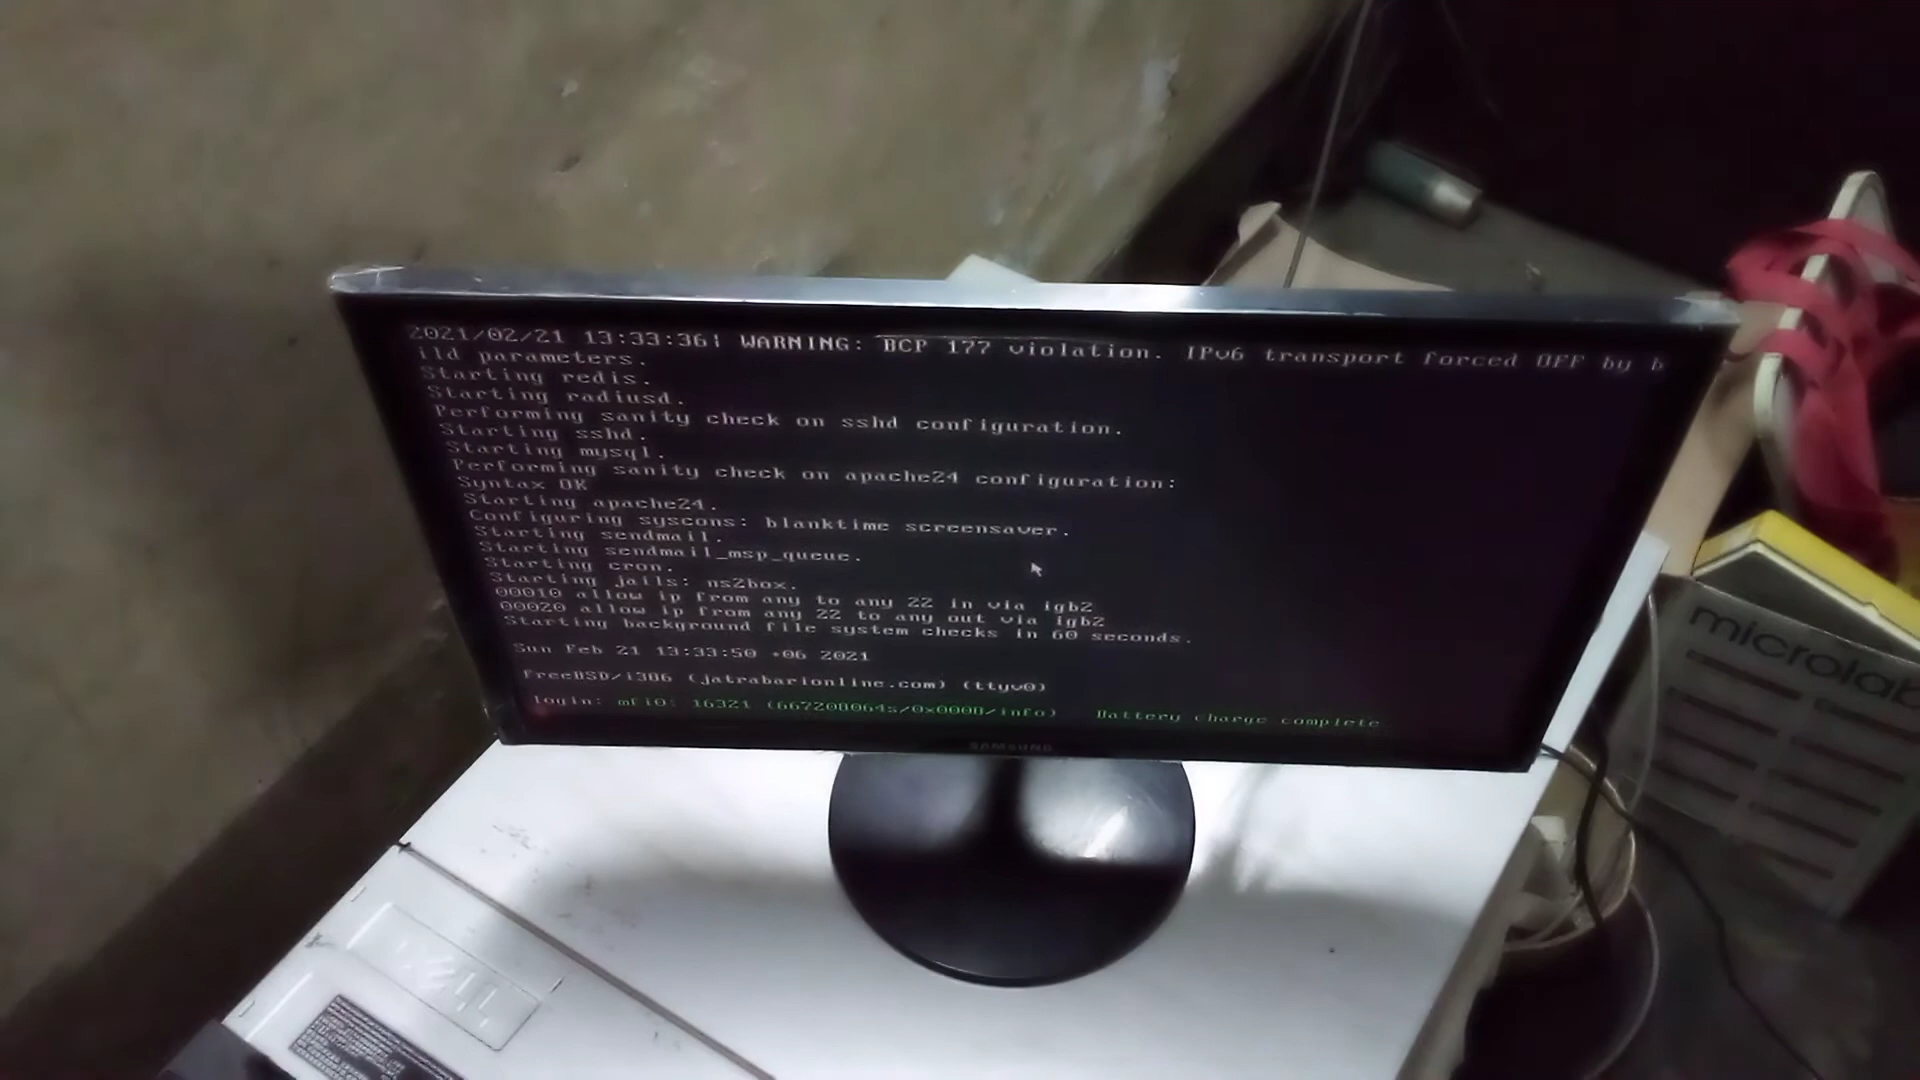 2021/02/21 13:33:36| WARNING: BCP 177 violation. IPv6 transport forced OFF by b
ild parameters.
Starting redis.
Starting radiusd.
Performing sanity check on sshd configuration.
Starting sshd.
Starting mysql.
Performing sanity check on apache24 configuration:
Syntax OK
Starting apache24.
Configuring syscons: blanktime screensaver.
Starting sendmail.
Starting sendmail_msp_queue.
Starting cron.
Starting jails: ns2box.
00010 allow ip from any to any 22 in via igb2
00020 allow ip from any 22 to any out via igb2
Starting background file system checks in 60 seconds.
Sun Feb 21 13:33:50 +06 2021
FreeBSD/i386 (jatrabarionline.com) (ttyv0)
login: mfi0: 16321 (667208064s/0x0008/info) Battery charge complete
SAMSUNG
microlab
DELL